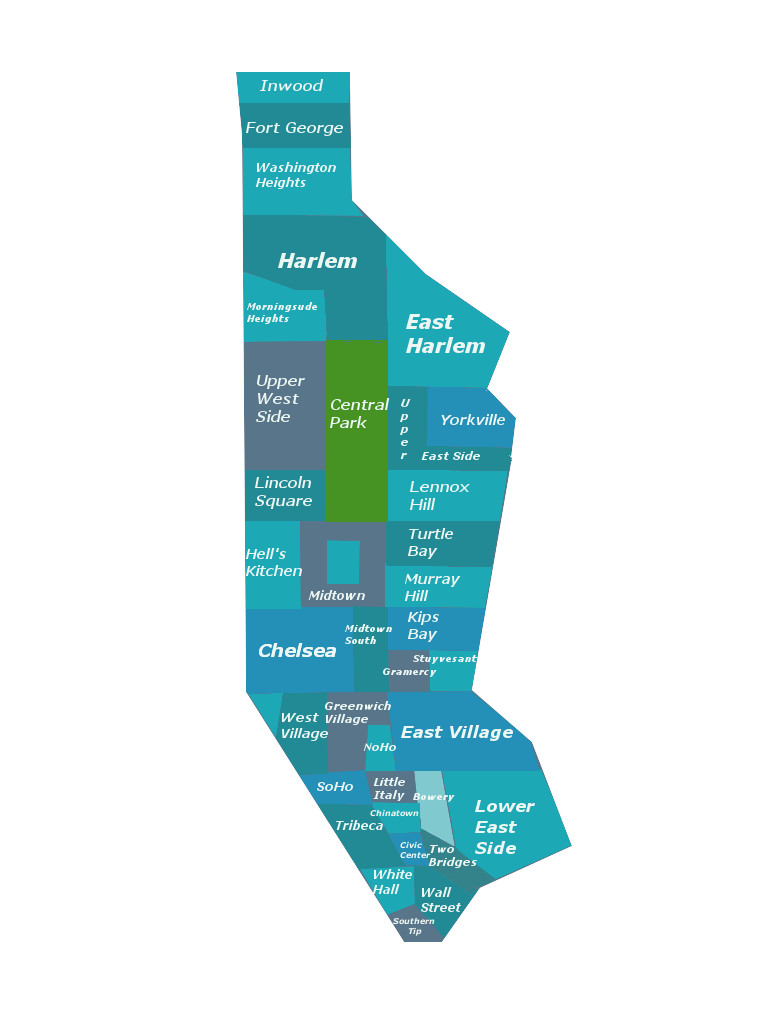 Inwood
Fort George
Washington
Heights
Harlem
Morningsude
Heights
East
Harlem
Upper
West
Side
Central
Park
U
p
p
e
r
Yorkville
East Side
Lincoln
Square
Lennox
Hill
Turtle
Bay
Hell's
Kitchen
Midtown
Murray
Hill
Kips
Bay
Chelsea
Midtown
South
Stuyvesant
Gramercy
Greenwich
Village
West
Village
East Village
NoHo
SoHo
Little
Italy
Bowery
Lower
East
Side
Chinatown
Tribeca
Civic
Center
Two
Bridges
White
Hall
Wall
Street
Southern
Tip